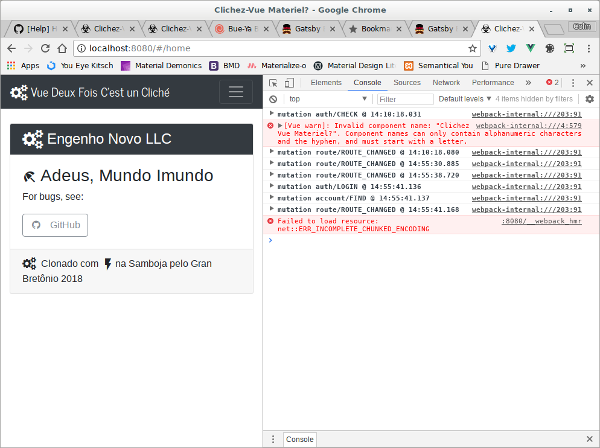 Clichez-Vue Materiel? - Google Chrome
[Help] H
Clichez-
Clichez-
Bue-Ya E
Gatsby
Bookma
Gatsby
Clichez-
Colin
localhost:8080/#/home
Apps
You Eye Kitsch
Material Demonics
BMD
Materialize-o
Material Design Lit
Semantical You
Pure Drawer
»
Vue Deux Fois C'est un Cliché
Engenho Novo LLC
Adeus, Mundo Imundo
For bugs, see:
GitHub
Clonado com na Samboja pelo Gran
Bretônio 2018
Elements Console Sources Network Performance » 2
top Filter Default levels 4 items hidden by filters
mutation auth/CHECK @ 14:10:18.031 webpack-internal:///203:91
[Vue warn]: Invalid component name: "Clichez webpack-internal:///4:579
Vue Materiel?". Component names can only contain alphanumeric characters
and the hyphen, and must start with a letter.
mutation route/ROUTE_CHANGED @ 14:10:18.080 webpack-internal:///203:91
mutation route/ROUTE_CHANGED @ 14:55:30.885 webpack-internal:///203:91
mutation route/ROUTE_CHANGED @ 14:55:38.720 webpack-internal:///203:91
mutation auth/LOGIN @ 14:55:41.136 webpack-internal:///203:91
mutation account/FIND @ 14:55:41.137 webpack-internal:///203:91
mutation route/ROUTE_CHANGED @ 14:55:41.168 webpack-internal:///203:91
Failed to load resource: :8080/__webpack_hmr
net::ERR_INCOMPLETE_CHUNKED_ENCODING
Console